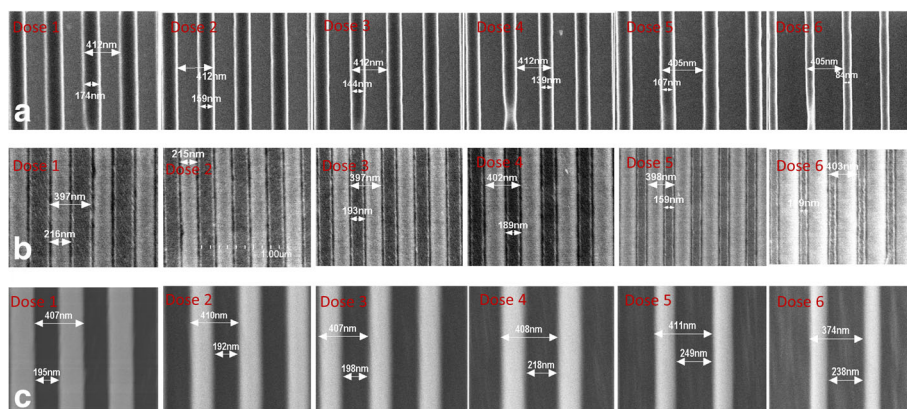 Dose 1
412nm
174nm
a
Dose 2
412nm
159nm
Dose 3
412nm
144nm
Dose 4
412nm
139nm
Dose 5
405nm
107nm
Dose 6
405nm
84nm
Dose 1
397nm
216nm
b
215nm
Dose 2
1.00um
Dose 3
397nm
193nm
Dose 4
402nm
189nm
Dose 5
398nm
159nm
Dose 6
403nm
Dose 1
407nm
195nm
c
Dose 2
410nm
192nm
Dose 3
407nm
198nm
Dose 4
408nm
218nm
Dose 5
411nm
249nm
Dose 6
374nm
238nm